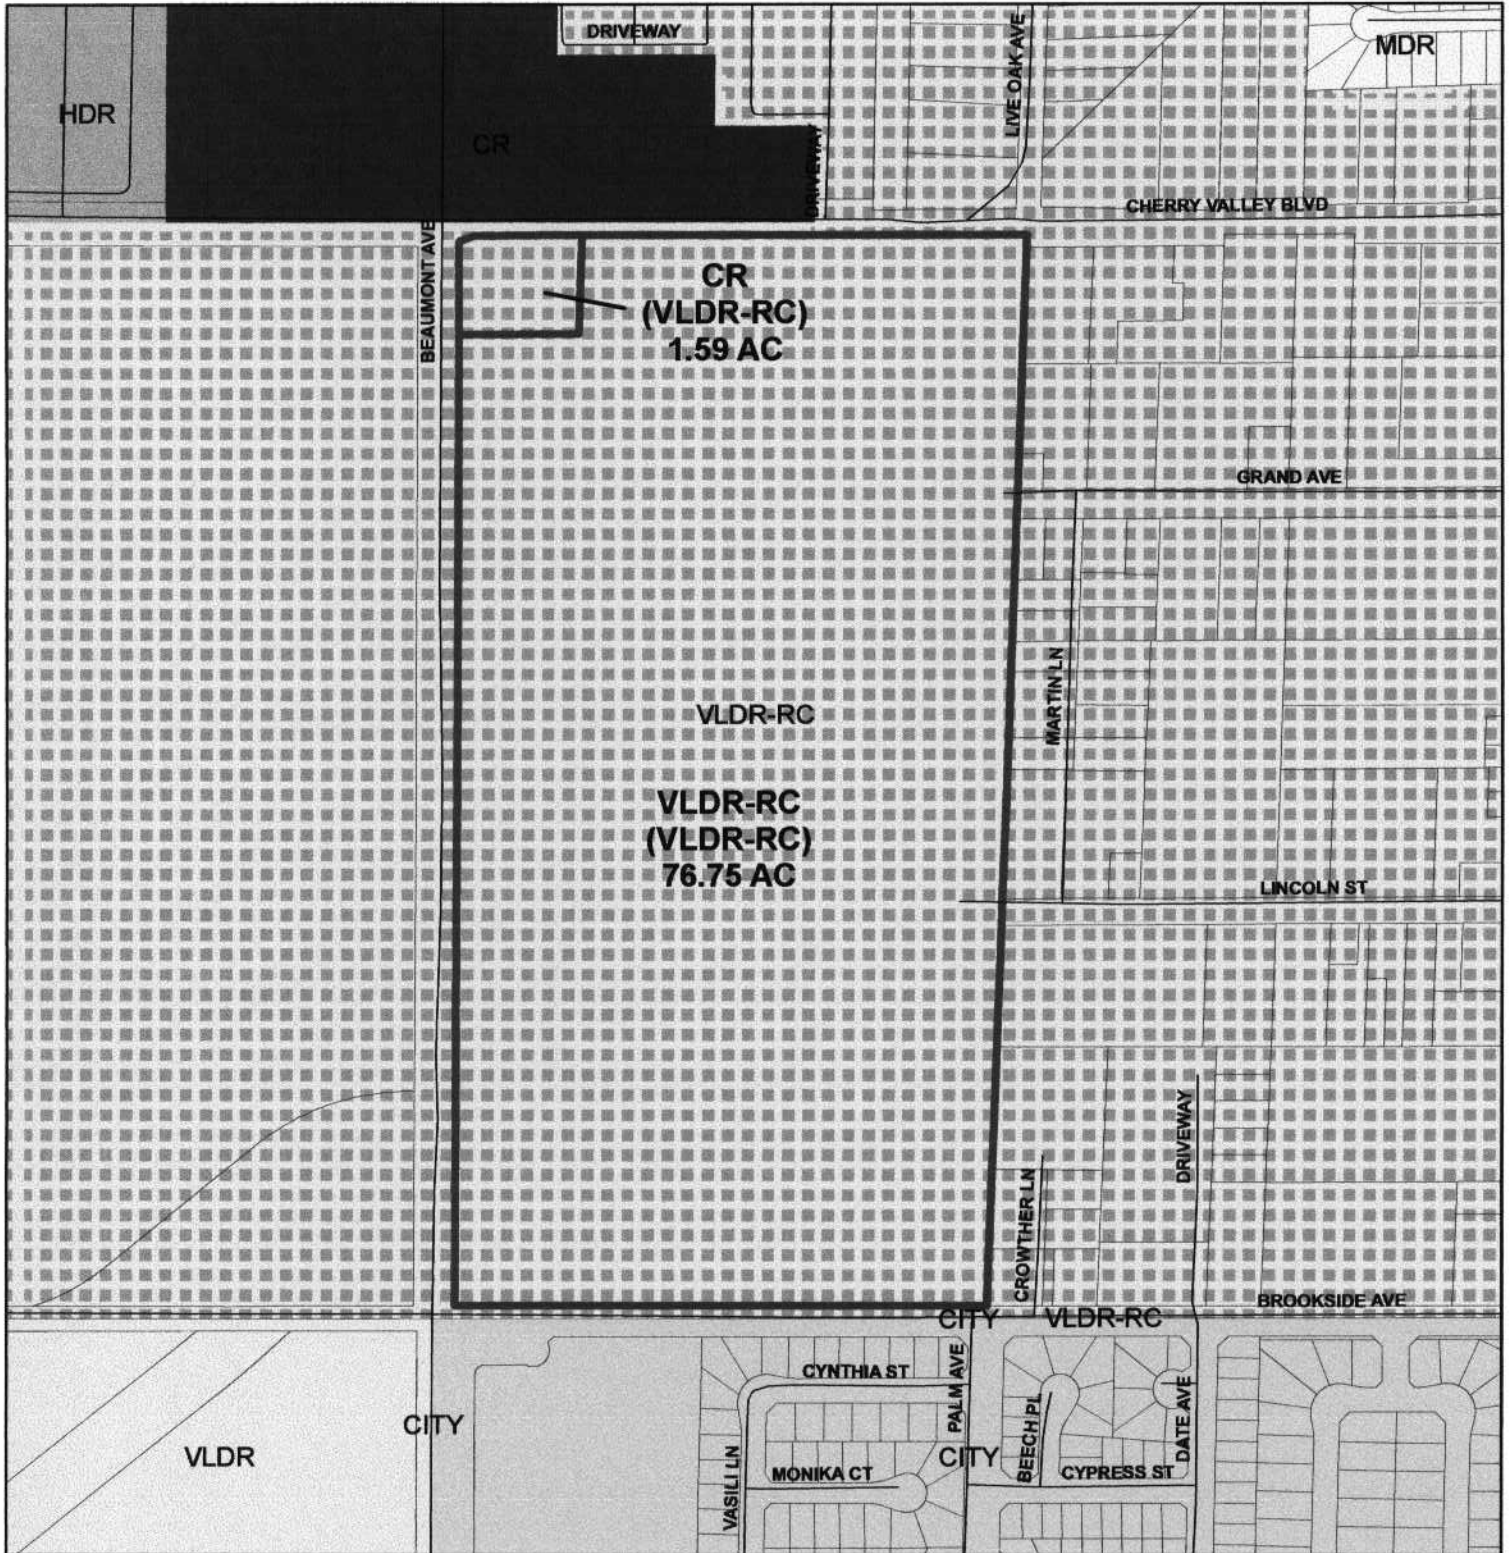 DRIVEWAY
LIVE OAK AVE
MDR
HDR
CR
DRIVEWAY
CHERRY VALLEY BLVD
BEAUMONT AVE
CR
(VLDR-RC)
1.59 AC
GRAND AVE
MARTIN LN
VLDR-RC
VLDR-RC
(VLDR-RC)
76.75 AC
LINCOLN ST
DRIVEWAY
CROWTHER LN
BROOKSIDE AVE
CITY
VLDR-RC
CYNTHIA ST
PALM AVE
DATE AVE
BEECH PL
CITY
VLDR
CITY
VASILI LN
MONIKA CT
CYPRESS ST